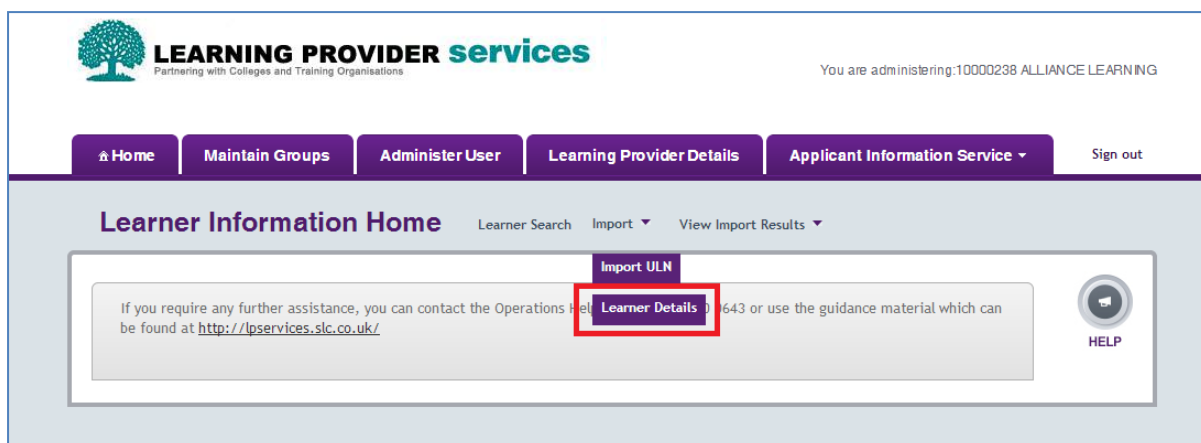 LEARNING PROVIDER services
Partnering with Colleges and Training Organisations
You are administering:10000238 ALLIANCE LEARNING
Home Maintain Groups Administer User Learning Provider Details Applicant Information Service Sign out
Learner Information Home Learner Search Import View Import Results
Import ULN
If you require any further assistance, you can contact the Operations Learner Details 0643 or use the guidance material which can
be found at http://lpservices.slc.co.uk/
HELP